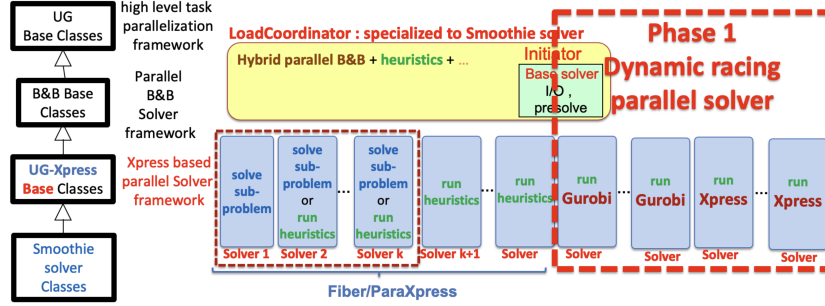 UG
Base Classes
high level task
parallelization
framework
B&B Base
Classes
Parallel
B&B
Solver
framework
UG-Xpress
Base Classes
Xpress based
parallel Solver
framework
Smoothie
solver
Classes
LoadCoordinator : specialized to Smoothie solver
Hybrid parallel B&B + heuristics + ...
Initiator
Base solver
I/O ,
presolve
Phase 1
Dynamic racing
parallel solver
solve
sub-
problem
Solver 1
solve
sub-
problem
or
run
heuristics
Solver 2
...
solve
sub-
problem
or
run
heuristics
Solver k
run
heuristics
Solver k+1
...
run
heuristics
Solver
run
Gurobi
Solver
...
run
Gurobi
Solver
run
Xpress
Solver
...
run
Xpress
Solver
Fiber/ParaXpress